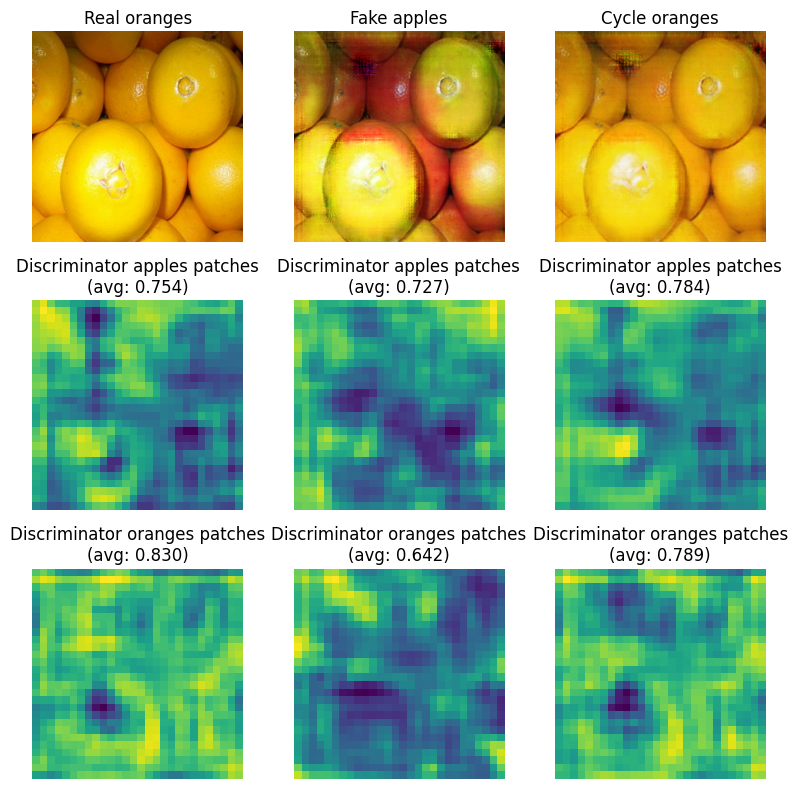 Real oranges
Fake apples
Cycle oranges
Discriminator apples patches
(avg: 0.754)
Discriminator apples patches
(avg: 0.727)
Discriminator apples patches
(avg: 0.784)
Discriminator oranges patches
(avg: 0.830)
Discriminator oranges patches
(avg: 0.642)
Discriminator oranges patches
(avg: 0.789)